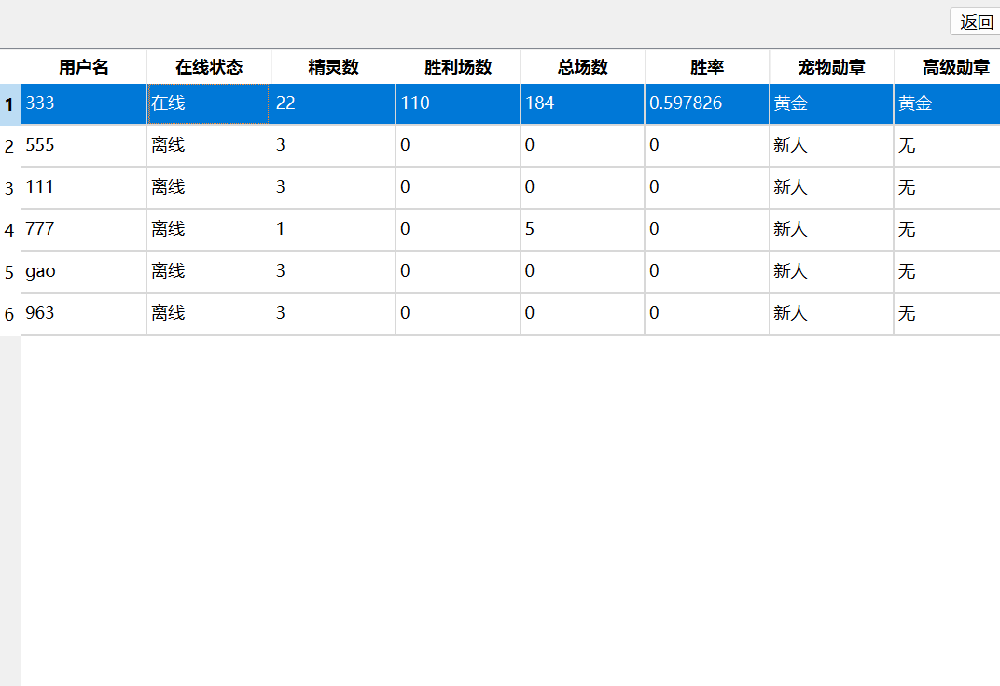 返回
用户名 在线状态 精灵数 胜利场数 总场数 胜率 宠物勋章 高级勋章
1 333 在线 22 110 184 0.597826 黄金 黄金
2 555 离线 3 0 0 0 新人 无
3 111 离线 3 0 0 0 新人 无
4 777 离线 1 0 5 0 新人 无
5 gao 离线 3 0 0 0 新人 无
6 963 离线 3 0 0 0 新人 无